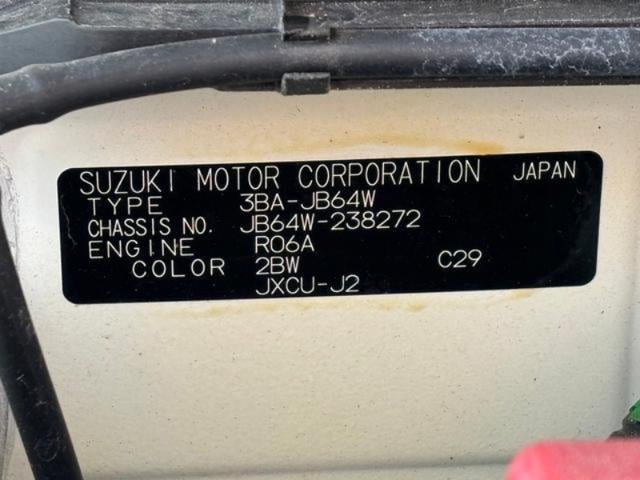 SUZUKI MOTOR CORPORATION JAPAN
TYPE 3BA-JB64W
CHASSIS NO. JB64W-238272
ENGINE R06A
COLOR 2BW C29
JXCU-J2